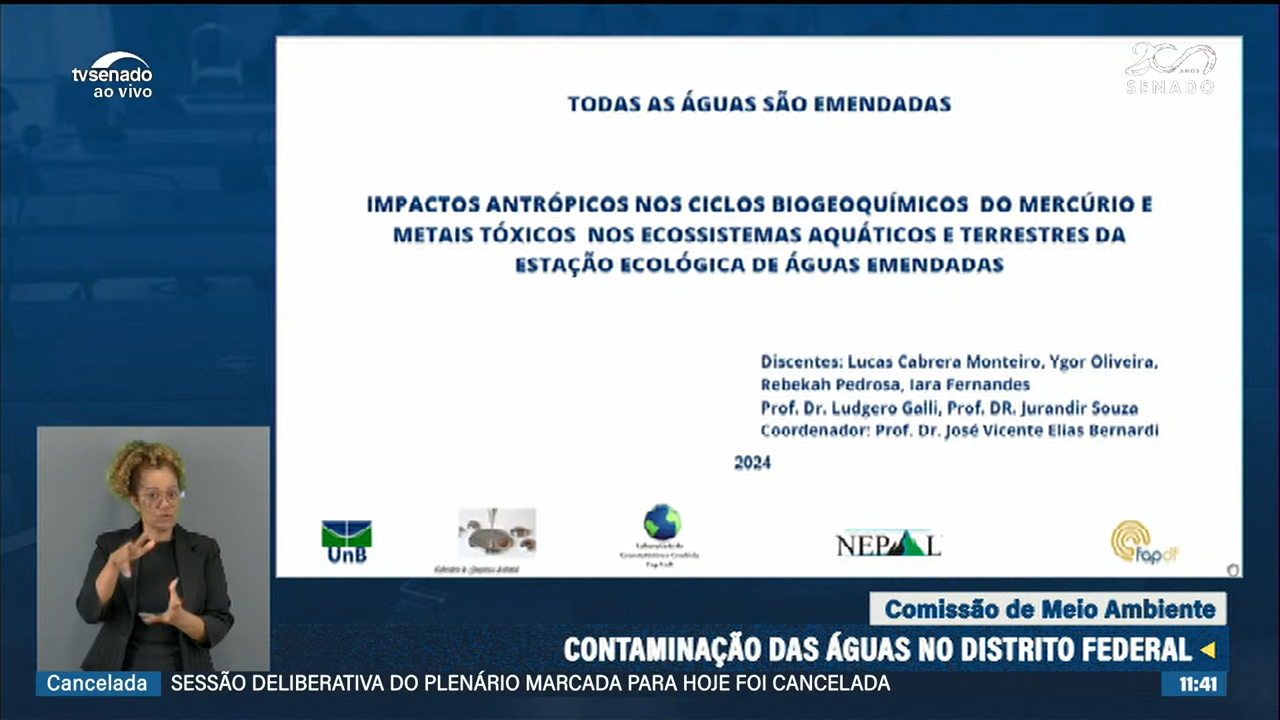 tvsenado
ao vivo
200 ANOS
SENADO
TODAS AS ÁGUAS SÃO EMENDADAS
IMPACTOS ANTRÓPICOS NOS CICLOS BIOGEOQUÍMICOS DO MERCÚRIO E
METAIS TÓXICOS NOS ECOSSISTEMAS AQUÁTICOS E TERRESTRES DA
ESTAÇÃO ECOLÓGICA DE ÁGUAS EMENDADAS
Discentes: Lucas Cabrera Monteiro, Ygor Oliveira,
Rebekah Pedrosa, Iara Fernandes
Prof. Dr. Ludgero Galli, Prof. DR. Jurandir Souza
Coordenador: Prof. Dr. José Vicente Elias Bernardi
2024
UnB
NEPAL
fapdf
Comissão de Meio Ambiente
CONTAMINAÇÃO DAS ÁGUAS NO DISTRITO FEDERAL
Cancelada SESSÃO DELIBERATIVA DO PLENÁRIO MARCADA PARA HOJE FOI CANCELADA 11:41